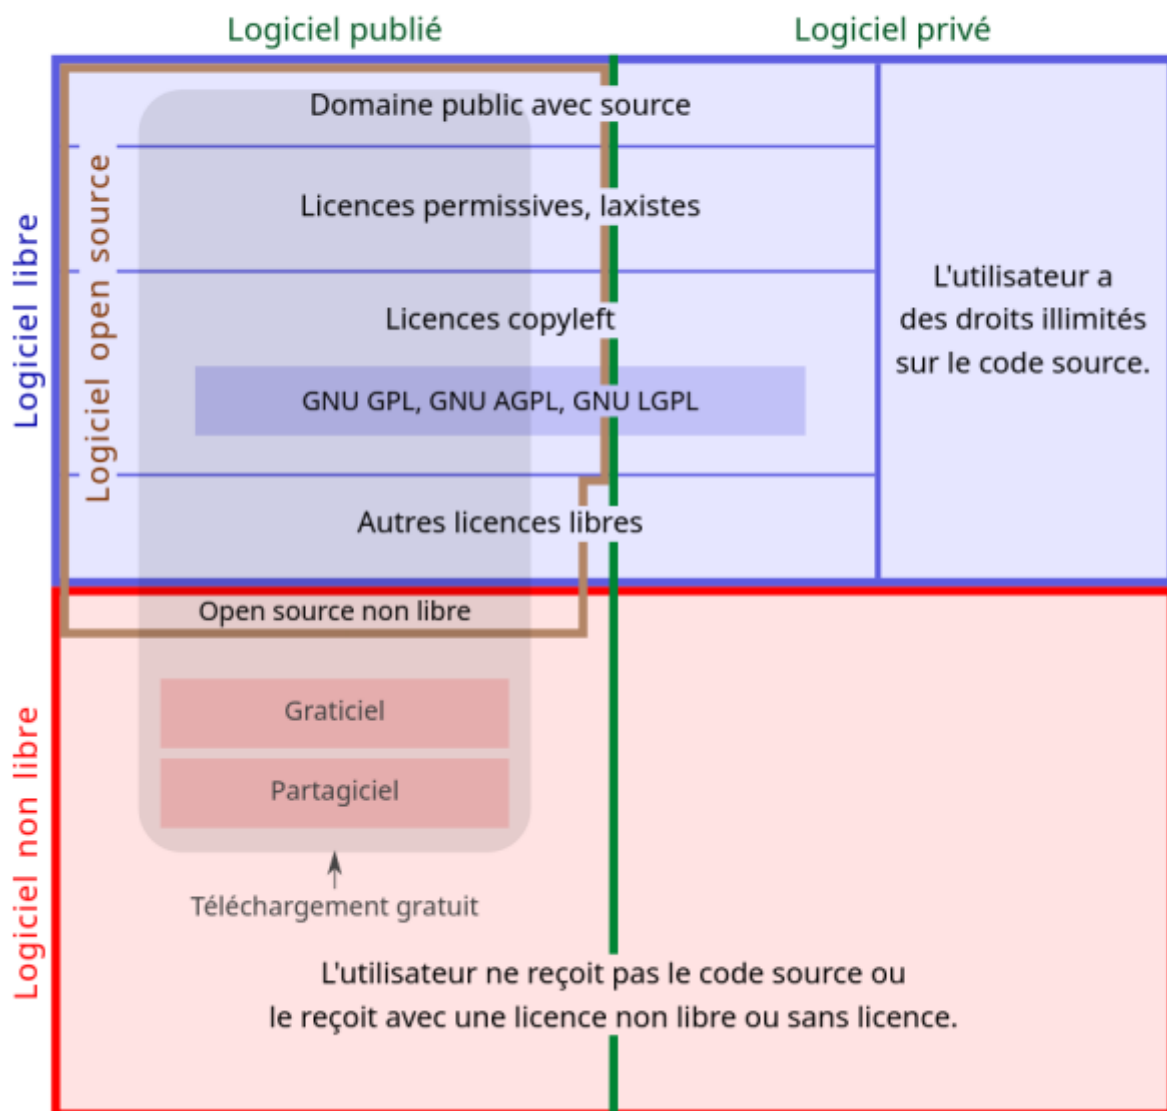 Logiciel publié
Logiciel privé
Logiciel libre
Logiciel open source
Domaine public avec source
Licences permissives, laxistes
Licences copyleft
GNU GPL, GNU AGPL, GNU LGPL
Autres licences libres
L'utilisateur a
des droits illimités
sur le code source.
Logiciel non libre
Open source non libre
Graticiel
Partagiciel
Téléchargement gratuit
L'utilisateur ne reçoit pas le code source ou
le reçoit avec une licence non libre ou sans licence.